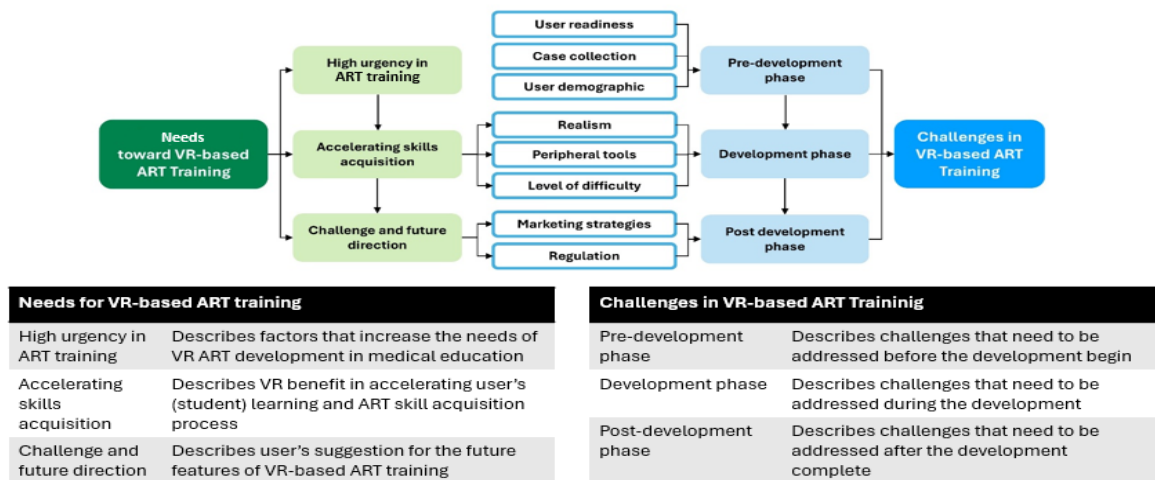 User readiness
Case collection
User demographic
High urgency in
ART training
Pre-development
phase
Needs
toward VR-based
ART Training
Accelerating skills
acquisition
Realism
Peripheral tools
Level of difficulty
Development phase
Challenges in
VR-based ART
Training
Challenge and future
direction
Marketing strategies
Regulation
Post development
phase
Needs for VR-based ART training
High urgency in
ART training
Describes factors that increase the needs of
VR ART development in medical education
Accelerating
skills
acquisition
Describes VR benefit in accelerating user’s
(student) learning and ART skill acquisition
process
Challenge and
future direction
Describes user’s suggestion for the future
features of VR-based ART training
Challenges in VR-based ART Traininig
Pre-development
phase
Describes challenges that need to be
addressed before the development begin
Development phase
Describes challenges that need to be
addressed during the development
Post-development
phase
Describes challenges that need to be
addressed after the development
complete